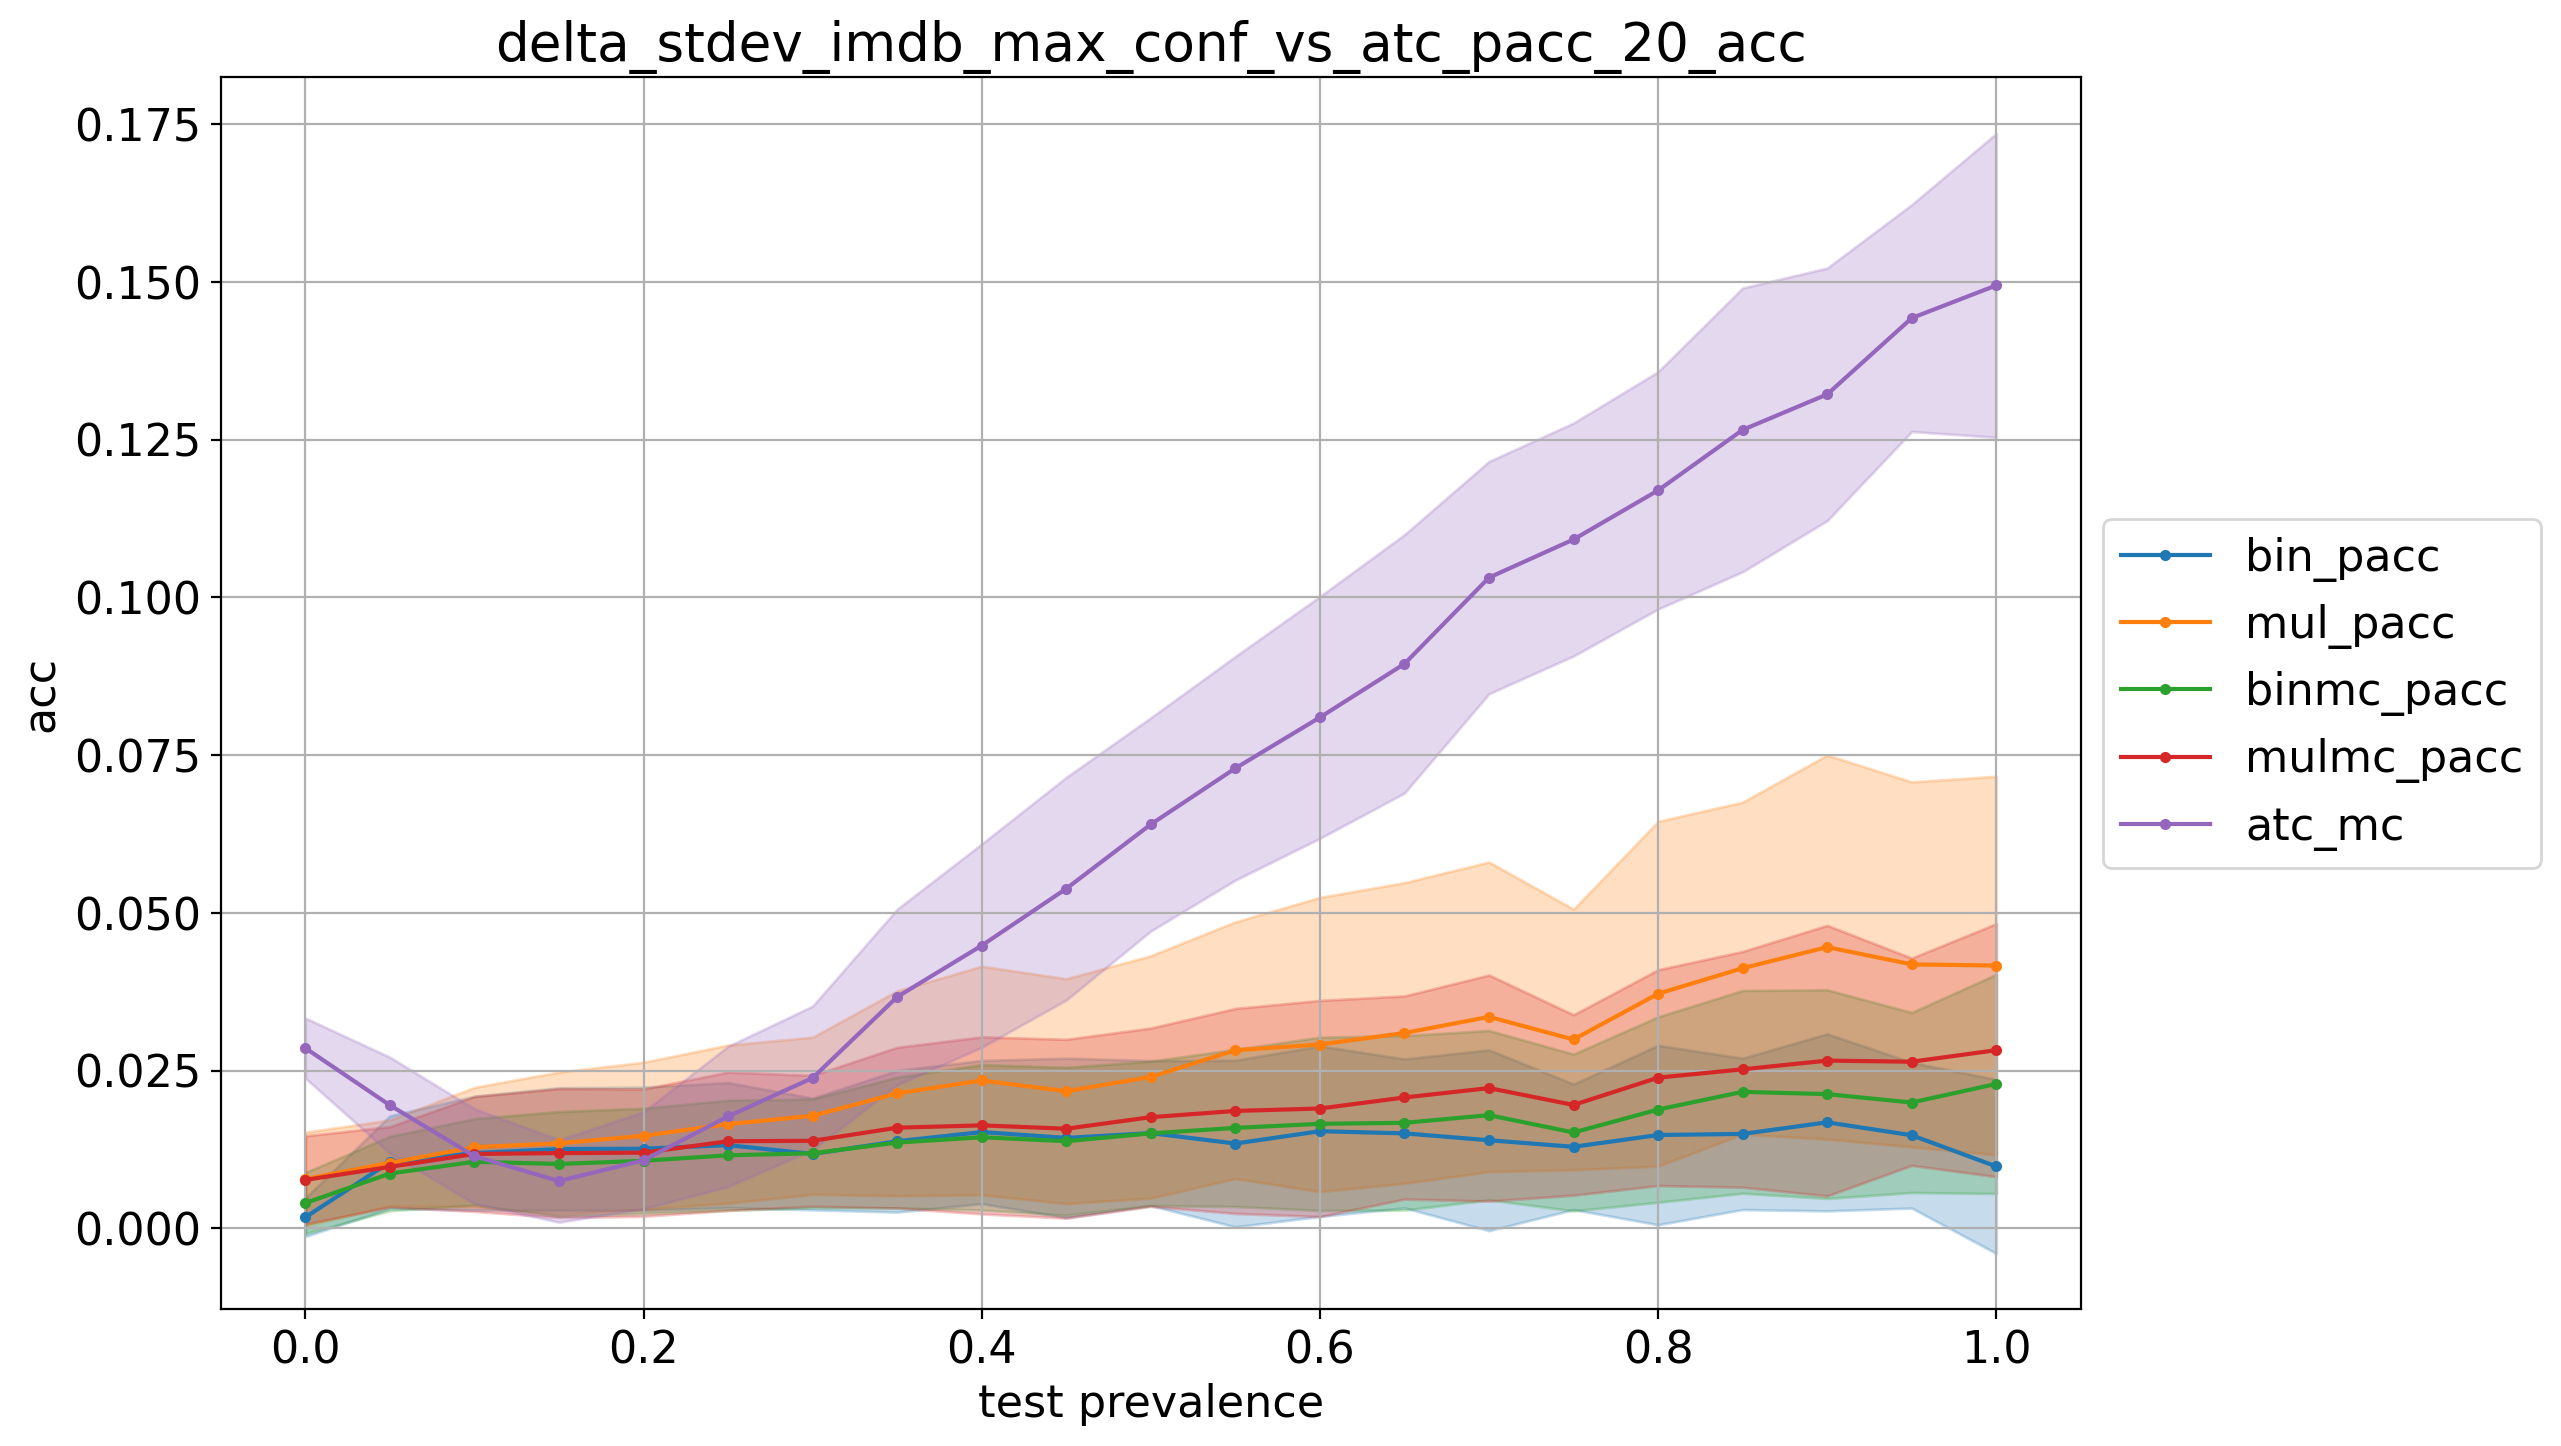 delta_stdev_imdb_max_conf_vs_atc_pacc_20_acc
0.175
0.150
0.125
0.100
0.075
0.050
0.025
0.000
acc
0.0 0.2 0.4 0.6 0.8 1.0
test prevalence
bin_pacc
mul_pacc
binmc_pacc
mulmc_pacc
atc_mc